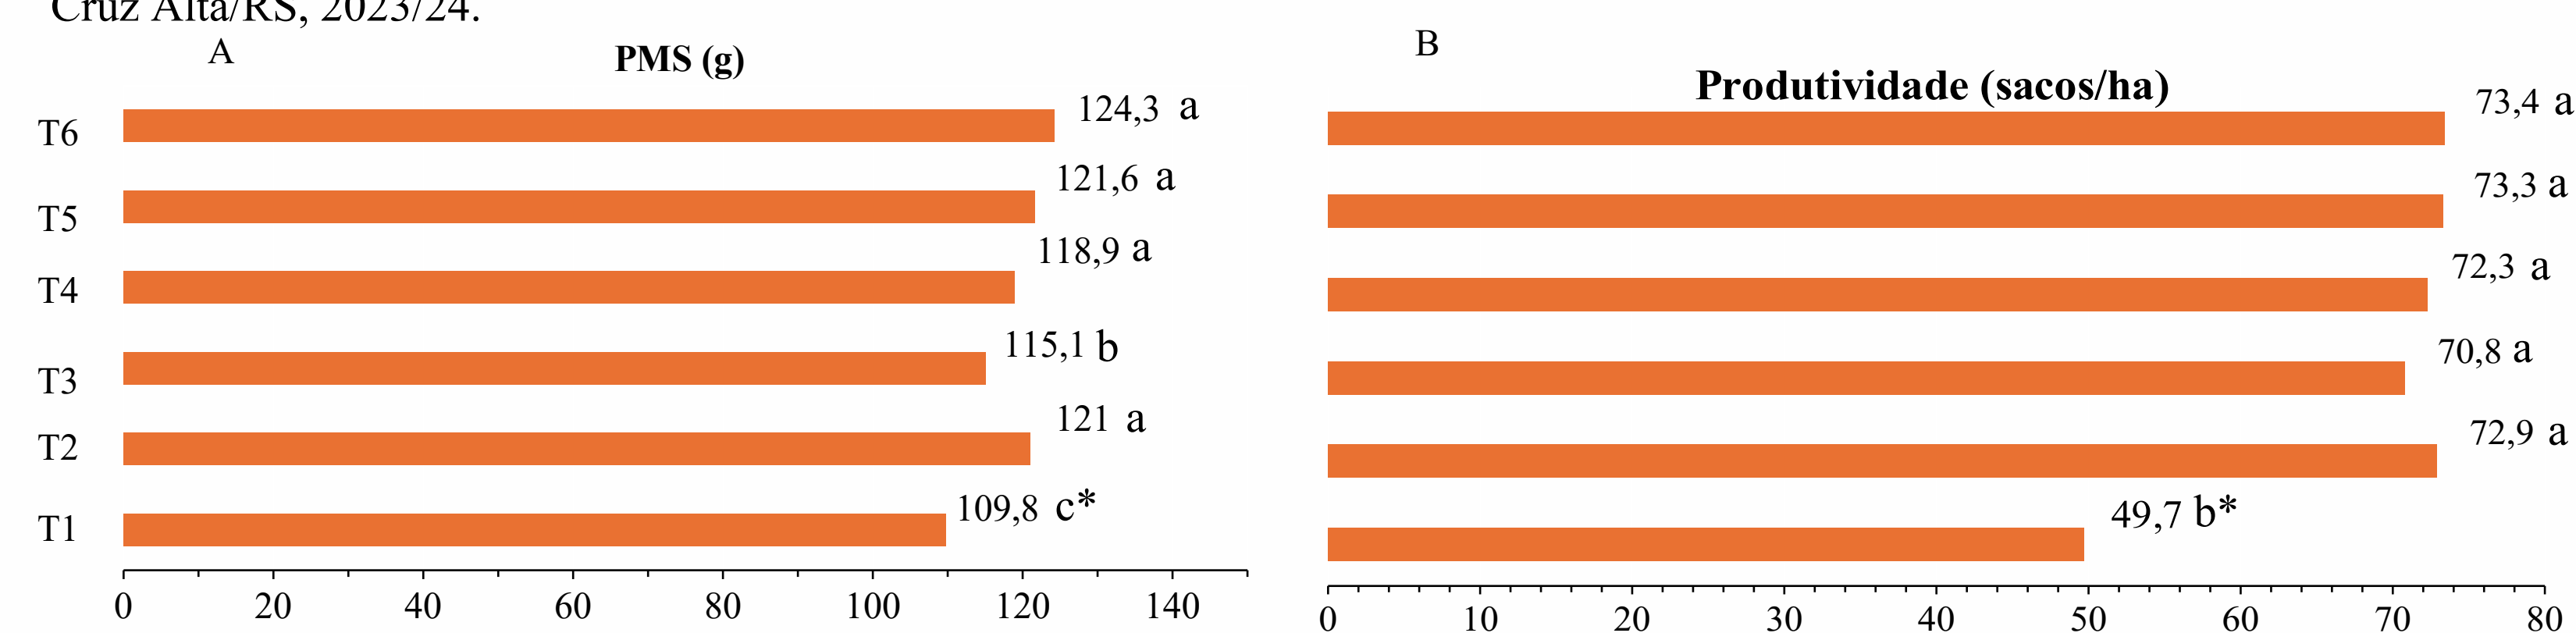 Cruz Alta/RS, 2023/24.
A
PMS (g)
T6
124,3 a
T5
121,6 a
T4
118,9 a
T3
115,1 b
T2
121 a
T1
109,8 c*
0 20 40 60 80 100 120 140
B
Produtividade (sacos/ha)
73,4 a
73,3 a
72,3 a
70,8 a
72,9 a
49,7 b*
0 10 20 30 40 50 60 70 80